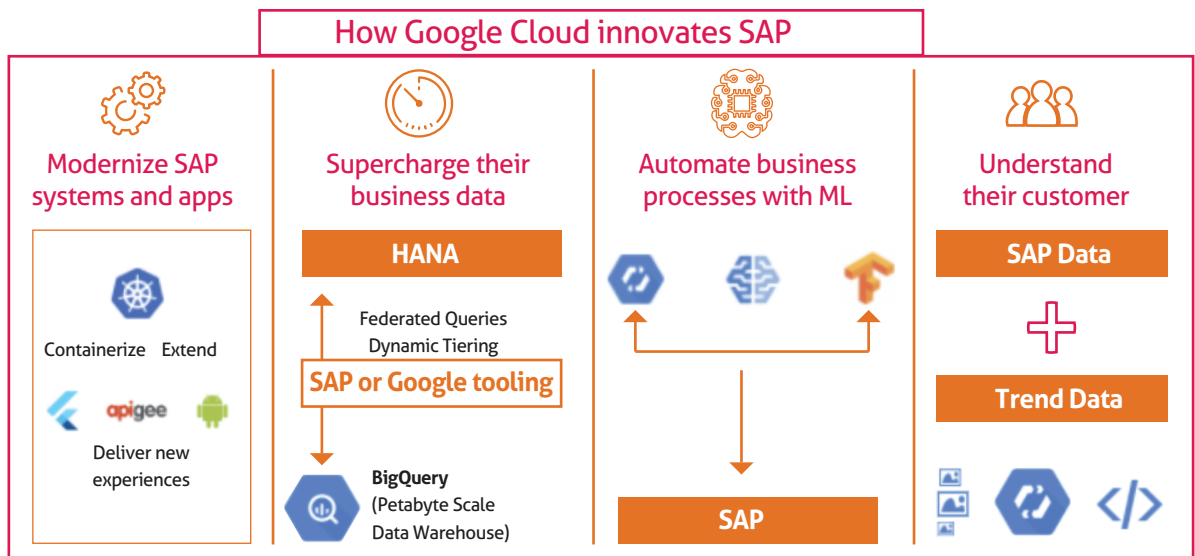 How Google Cloud innovates SAP
Modernize SAP
systems and apps
Containerize Extend
apigee
Deliver new
experiences
Supercharge their
business data
HANA
Federated Queries
Dynamic Tiering
SAP or Google tooling
BigQuery
(Petabyte Scale
Data Warehouse)
Automate business
processes with ML
SAP
Understand
their customer
SAP Data
Trend Data